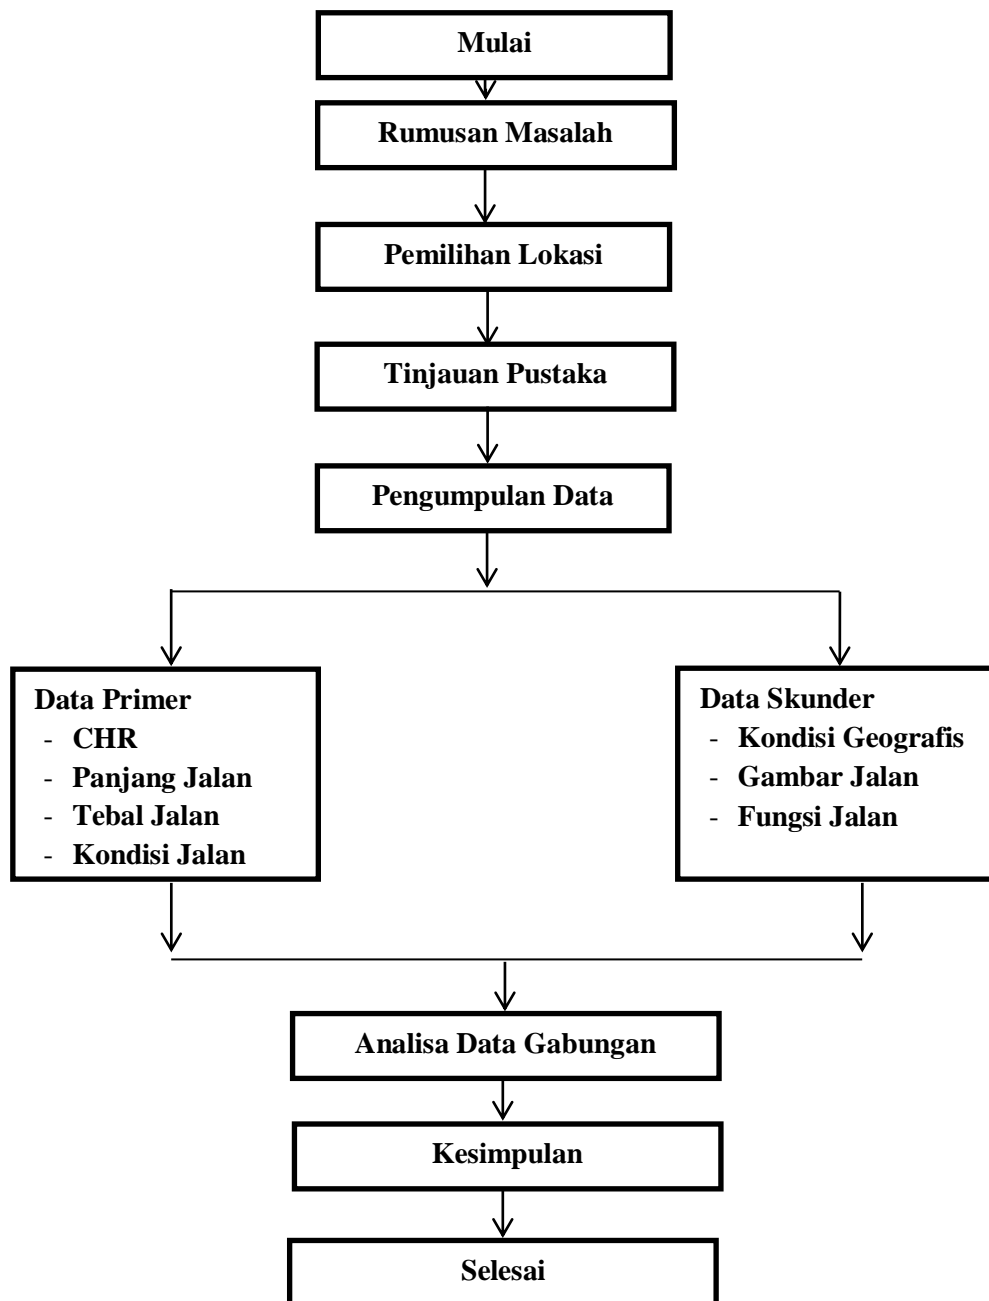 Mulai
Rumusan Masalah
Pemilihan Lokasi
Tinjauan Pustaka
Pengumpulan Data
Data Primer
- CHR
- Panjang Jalan
- Tebal Jalan
- Kondisi Jalan
Data Skunder
- Kondisi Geografis
- Gambar Jalan
- Fungsi Jalan
Analisa Data Gabungan
Kesimpulan
Selesai